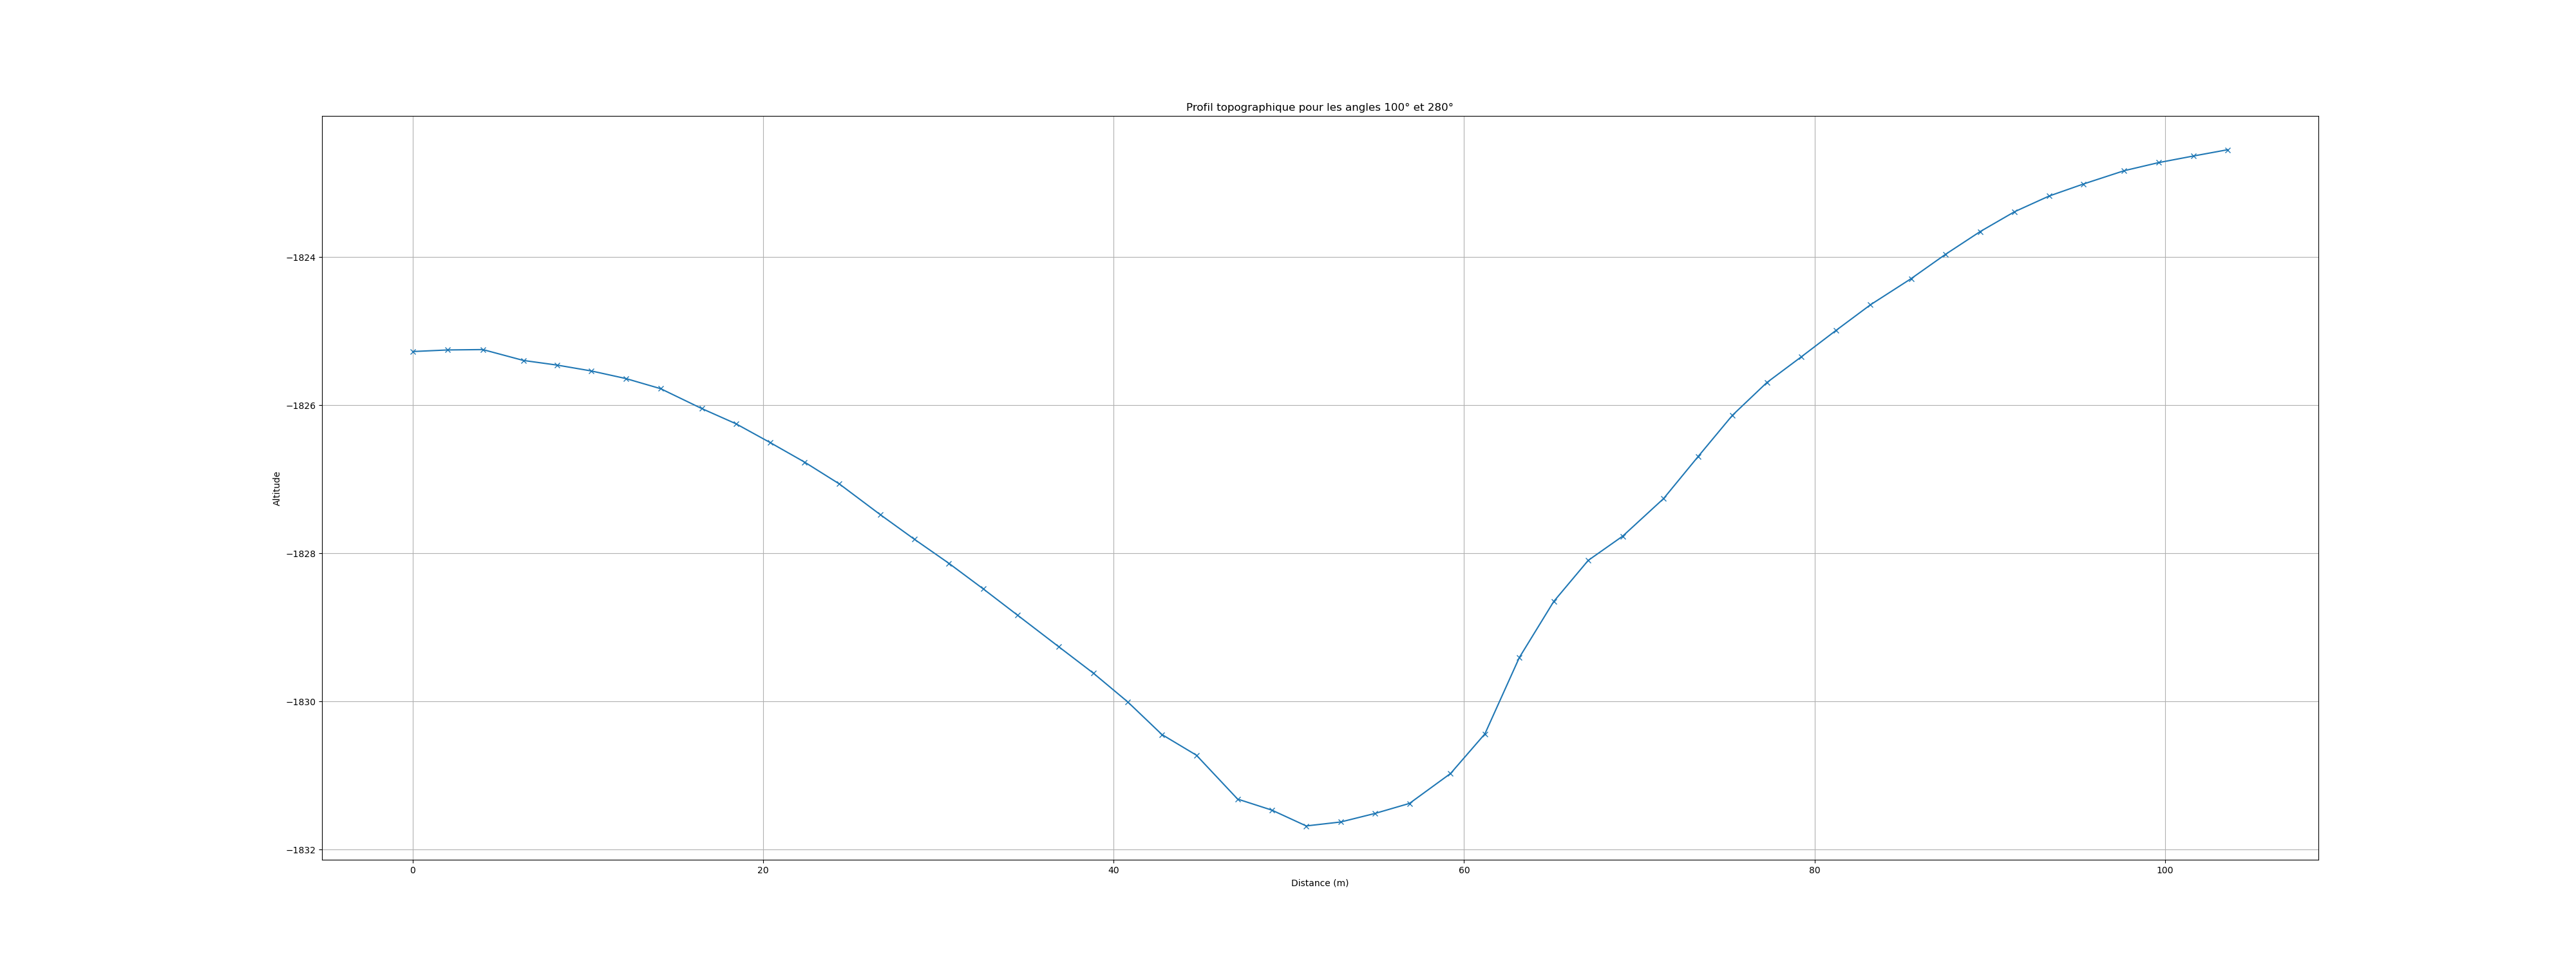 Profil topographique pour les angles 100° et 280°
Altitude
−1824
−1826
−1828
−1830
−1832
0 20 40 60 80 100
Distance (m)